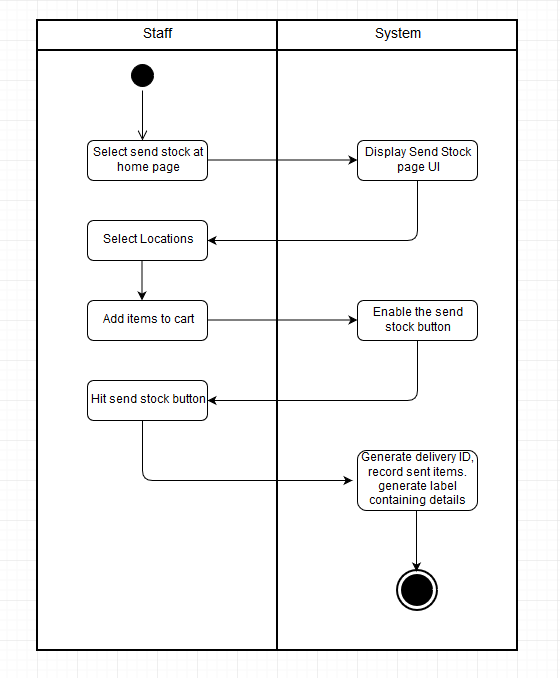 Staff
System
Select send stock at
home page
Display Send Stock
page UI
Select Locations
Add items to cart
Enable the send
stock button
Hit send stock button
Generate delivery ID,
record sent items.
generate label
containing details